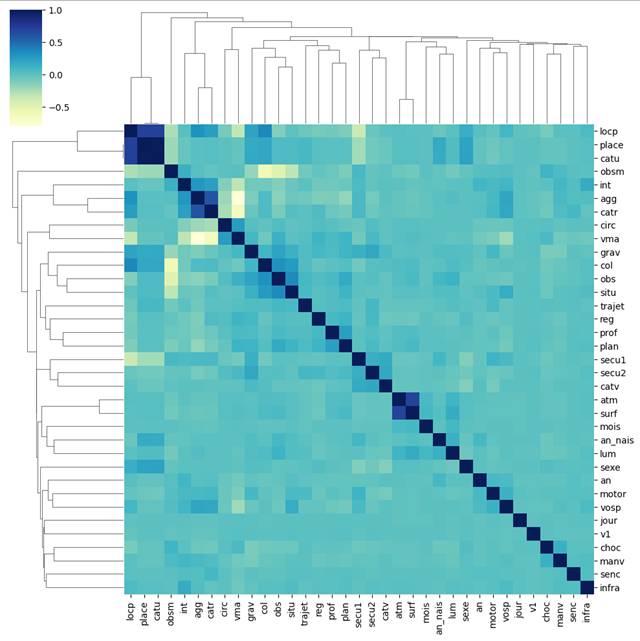 1.0
0.5
0.0
−0.5
locp
place
catu
obsm
int
agg
catr
circ
vma
grav
col
obs
situ
trajet
reg
prof
plan
secu1
secu2
catv
atm
surf
mois
an_nais
lum
sexe
an
motor
vosp
jour
v1
choc
manv
senc
infra
locp place catu obsm int agg catr circ vma grav col obs situ trajet reg prof plan secu1 secu2 catv atm surf mois an_nais lum sexe an motor vosp jour v1 choc manv senc infra